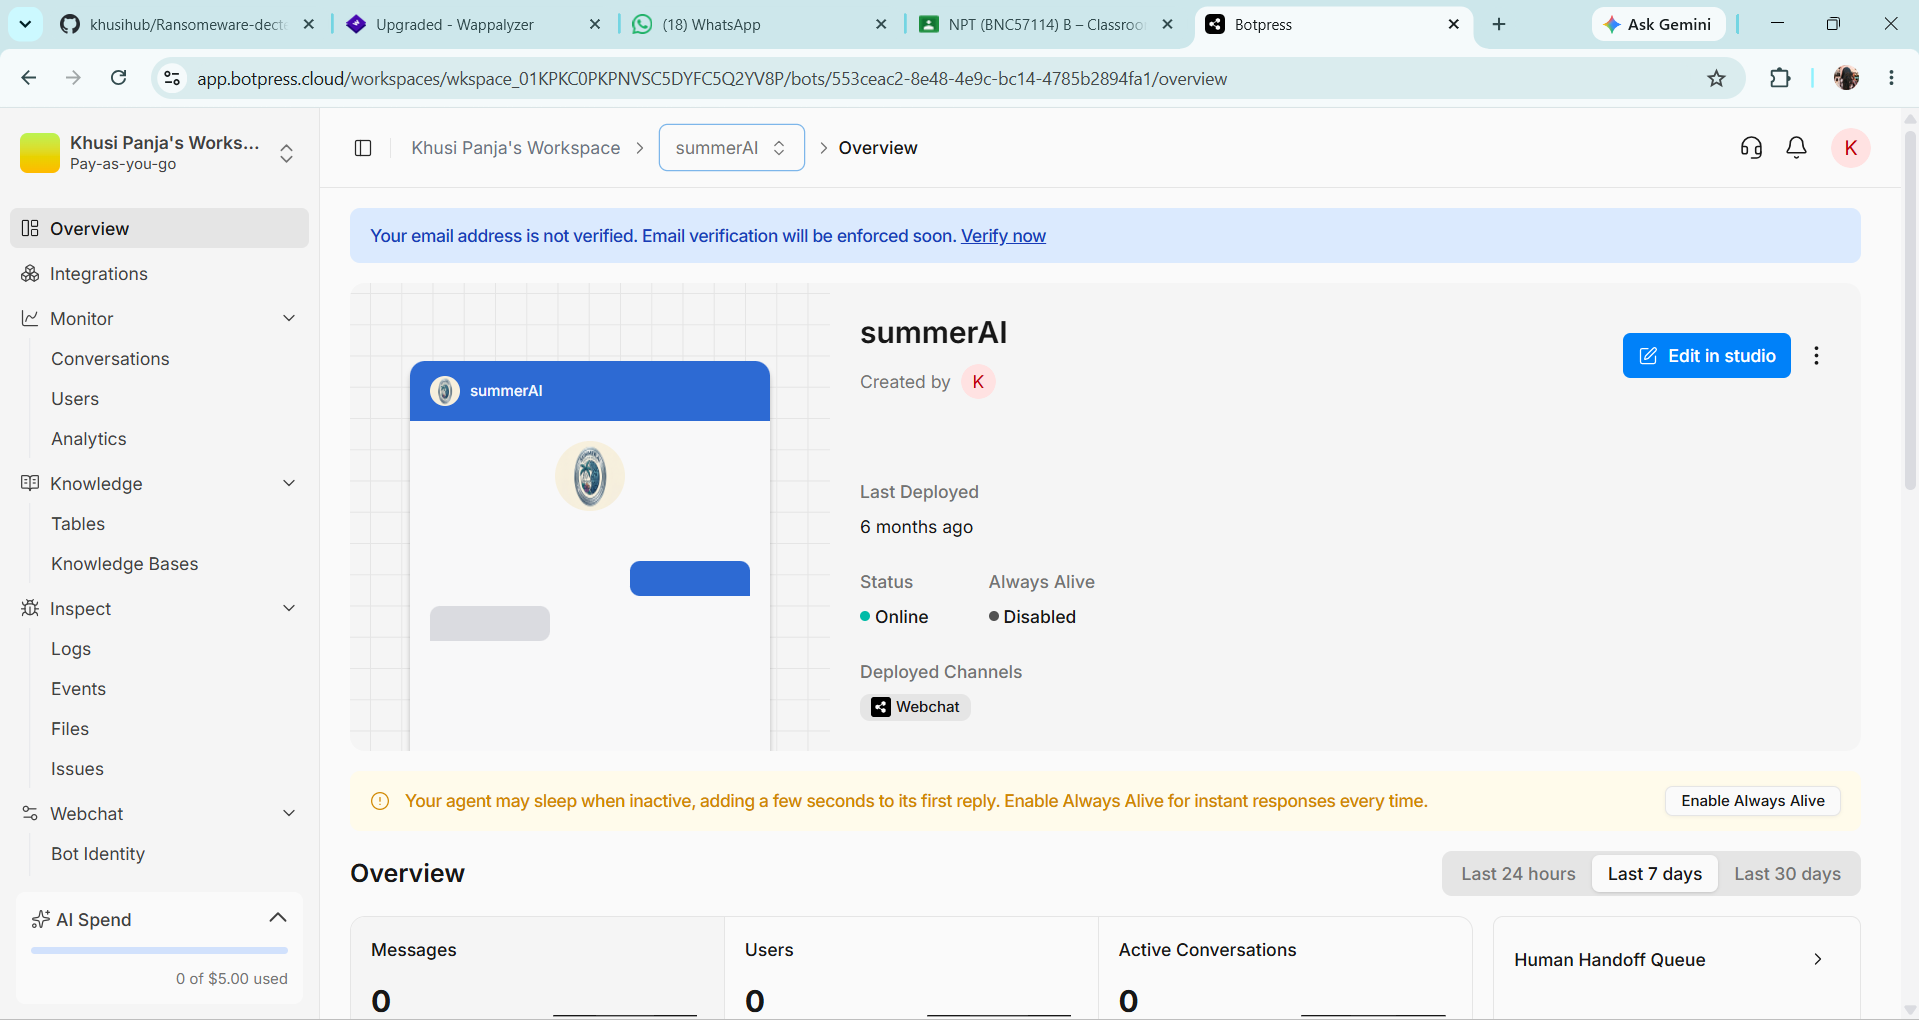 khusihub/Ransomeware-decte
Upgraded - Wappalyzer
(18) WhatsApp
NPT (BNC57114) B – Classroo
Botpress
Ask Gemini
app.botpress.cloud/workspaces/wkspace_01KPKC0PKPNVSC5DYFC5Q2YV8P/bots/553ceac2-8e48-4e9c-bc14-4785b2894fa1/overview
Khusi Panja's Works...
Pay-as-you-go
Khusi Panja's Workspace
summerAI
Overview
K
Overview
Integrations
Monitor
Conversations
Users
Analytics
Knowledge
Tables
Knowledge Bases
Inspect
Logs
Events
Files
Issues
Webchat
Bot Identity
AI Spend
0 of $5.00 used
Your email address is not verified. Email verification will be enforced soon. Verify now
summerAI
summerAI
Created by K
Edit in studio
Last Deployed
6 months ago
Status Always Alive
Online Disabled
Deployed Channels
Webchat
Your agent may sleep when inactive, adding a few seconds to its first reply. Enable Always Alive for instant responses every time.
Enable Always Alive
Overview
Last 24 hours Last 7 days Last 30 days
Messages
0
Users
0
Active Conversations
0
Human Handoff Queue